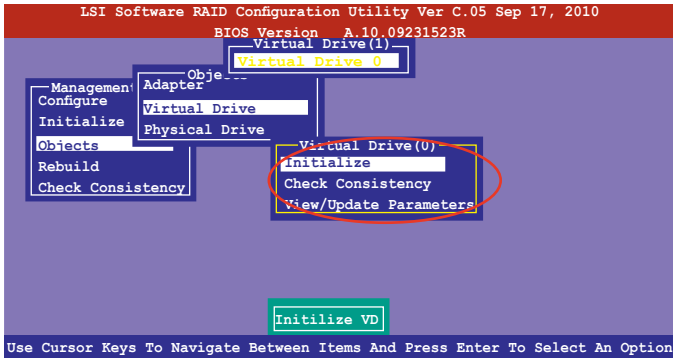 LSI Software RAID Configuration Utility Ver C.05 Sep 17, 2010
BIOS Version A.10.09231523R
Virtual Drive(1)
Virtual Drive 0
Management
Configure
Initialize
Objects
Rebuild
Check Consistency
Adapter
Virtual Drive
Physical Drive
Virtual Drive(0)
Initialize
Check Consistency
View/Update Parameters
Initilize VD
Use Cursor Keys To Navigate Between Items And Press Enter To Select An Option